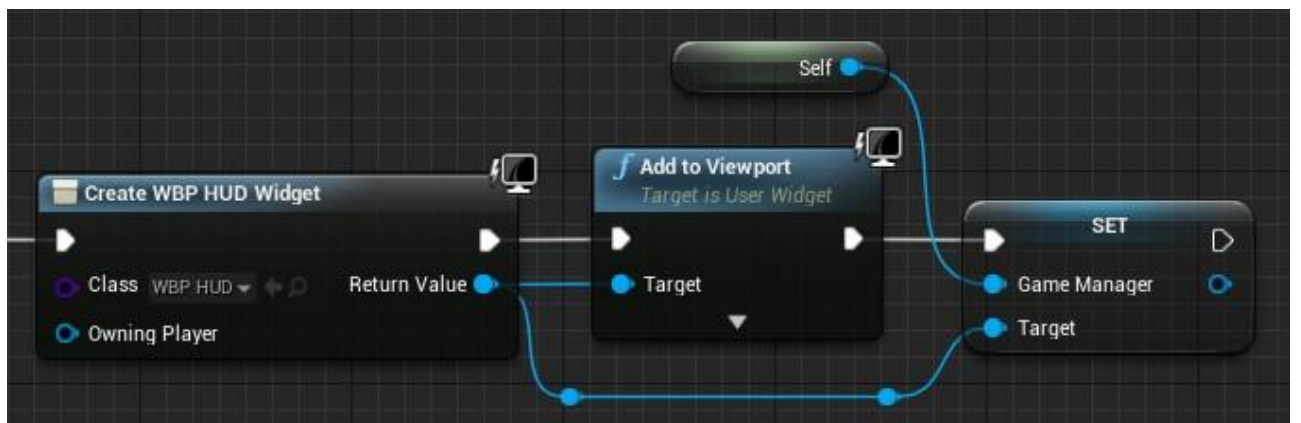 Self
Create WBP HUD Widget
Class WBP HUD
Return Value
Owning Player
f Add to Viewport
Target is User Widget
Target
SET
Game Manager
Target